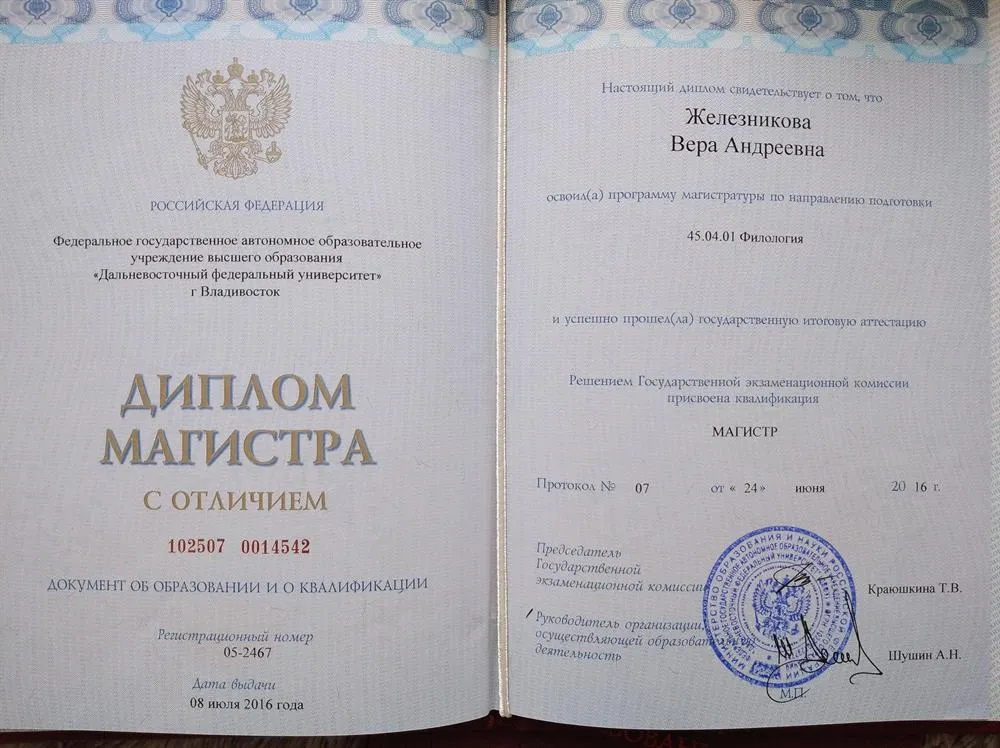 РОССИЙСКАЯ ФЕДЕРАЦИЯ
Федеральное государственное автономное образовательное
учреждение высшего образования
«Дальневосточный федеральный университет»
г Владивосток
ДИПЛОМ
МАГИСТРА
С ОТЛИЧИЕМ
102507 0014542
ДОКУМЕНТ ОБ ОБРАЗОВАНИИ И О КВАЛИФИКАЦИИ
Регистрационный номер
05-2467
Дата выдачи
08 июля 2016 года
Настоящий диплом свидетельствует о том, что
Железникова
Вера Андреевна
освоил(а) программу магистратуры по направлению подготовки
45.04.01 Филология
и успешно прошел(ла) государственную итоговую аттестацию
Решением Государственной экзаменационной комиссии
присвоена квалификация
МАГИСТР
Протокол № 07 от « 24» июня 20 16 г.
Председатель
Государственной
экзаменационной комиссии
Краюшкина Т.В.
Руководитель организации,
осуществляющей образовательную
деятельность
Шушин А.Н.
М.П.